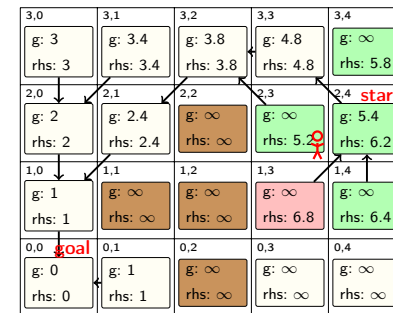 3,0 3,1 3,2 3,3 3,4
g: 3 g: 3.4 g: 3.8 g: 4.8 g: ∞
rhs: 3 rhs: 3.4 rhs: 3.8 rhs: 4.8 rhs: 5.8
2,0 2,1 2,2 2,3 2,4 star
g: 2 g: 2.4 g: ∞ g: ∞ g: 5.4
rhs: 2 rhs: 2.4 rhs: ∞ rhs: 5.2 rhs: 6.2
1,0 1,1 1,2 1,3 1,4
g: 1 g: ∞ g: ∞ g: ∞ g: ∞
rhs: 1 rhs: ∞ rhs: ∞ rhs: 6.8 rhs: 6.4
0,0 goal 0,1 0,2 0,3 0,4
g: 0 g: 1 g: ∞ g: ∞ g: ∞
rhs: 0 rhs: 1 rhs: ∞ rhs: ∞ rhs: ∞